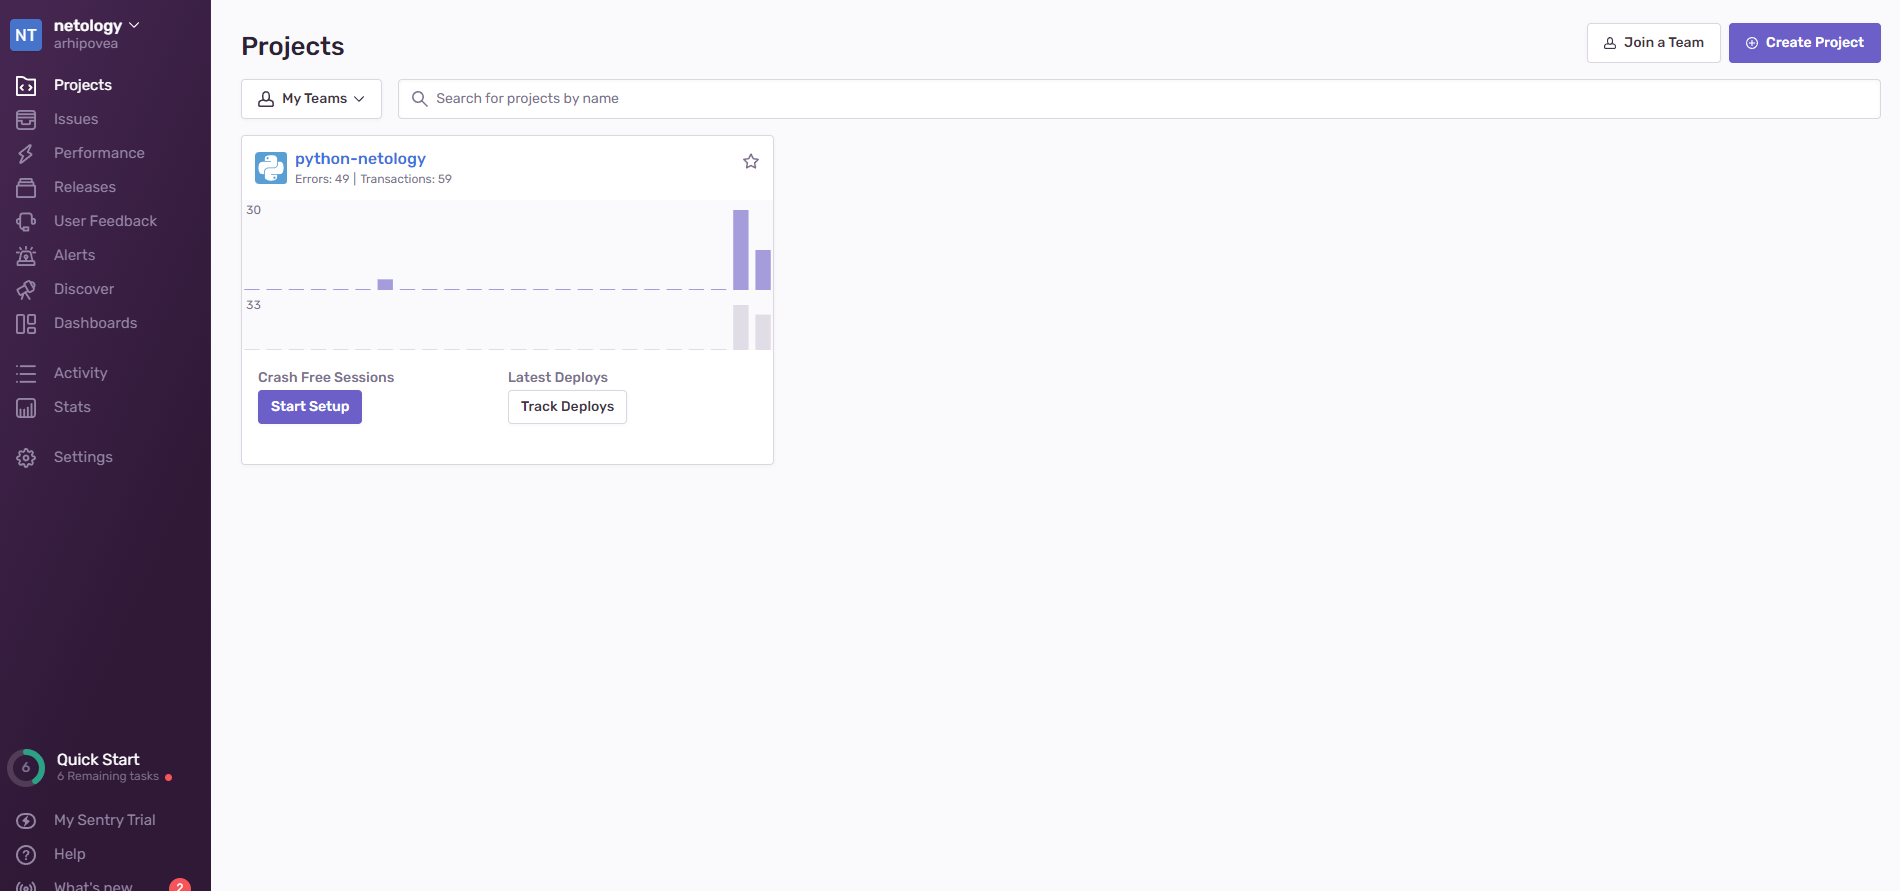 NT
netology
arhipovea
Projects
Issues
Performance
Releases
User Feedback
Alerts
Discover
Dashboards
Activity
Stats
Settings
6
Quick Start
6 Remaining tasks
My Sentry Trial
Help
What's new
2
Projects
Join a Team
Create Project
My Teams
Search for projects by name
python-netology
Errors: 49 | Transactions: 59
30
33
Crash Free Sessions
Latest Deploys
Start Setup
Track Deploys